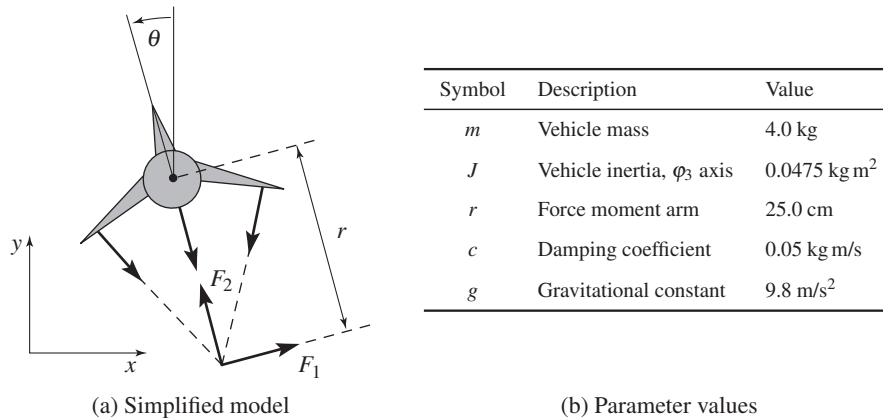 θ
F₂
r
y
x
F₁
(a) Simplified model
Symbol Description Value
m Vehicle mass 4.0 kg
J Vehicle inertia, φ₃ axis 0.0475 kg m²
r Force moment arm 25.0 cm
c Damping coefficient 0.05 kg m/s
g Gravitational constant 9.8 m/s²
(b) Parameter values